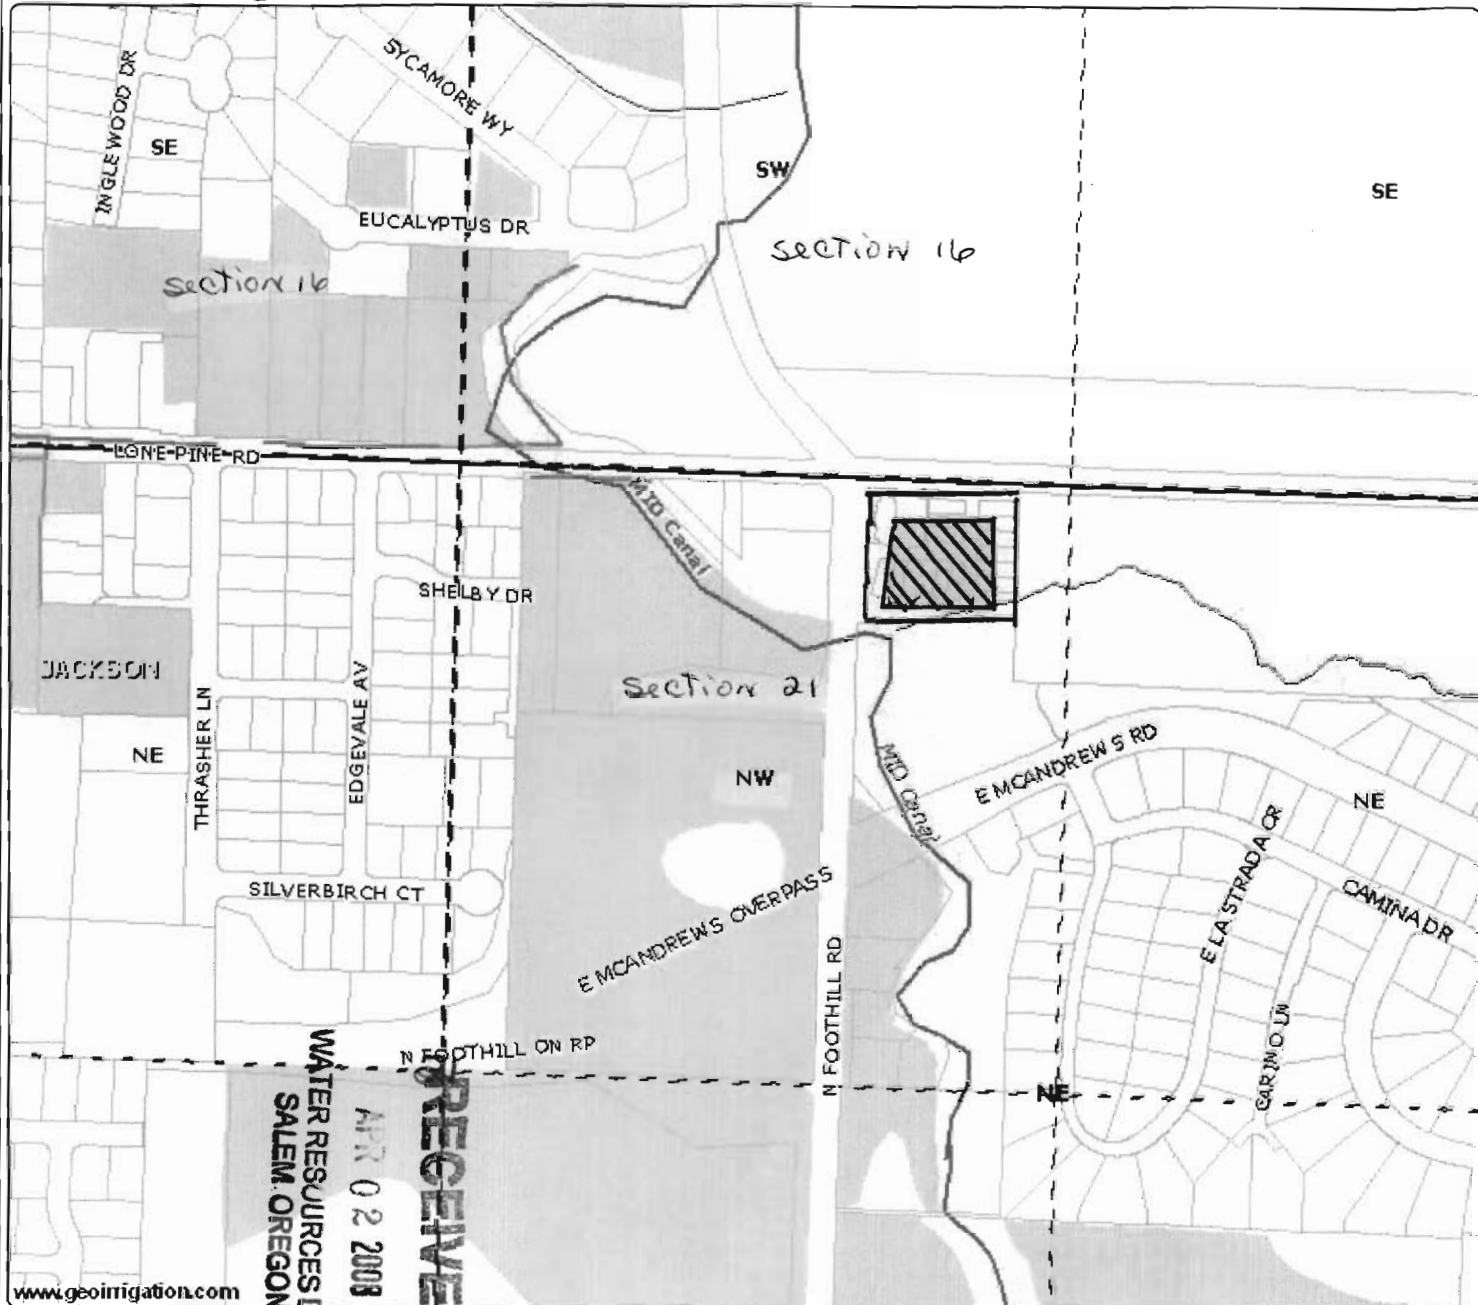 INGLEWOOD DR
SYCAMORE WY
SE
SW
SE
EUCALYPTUS DR
Section 16
Section 16
LONE PINE RD
MID Canal
SHELBY DR
JACKSON
Section 21
THRASHER LN
EDGEVALE AV
NE
NW
MID Canal
E MCANDREWS RD
NE
SILVERBIRCH CT
E MCANDREWS OVERPASS
E LA STRADA CR
CAMINA DR
N FOOTHILL RD
CARINO LN
N FOOTHILL ON RP
NE
RECEIVE
APR 02 2008
WATER RESOURCES
SALEM, OREGON
www.geoirrigation.com